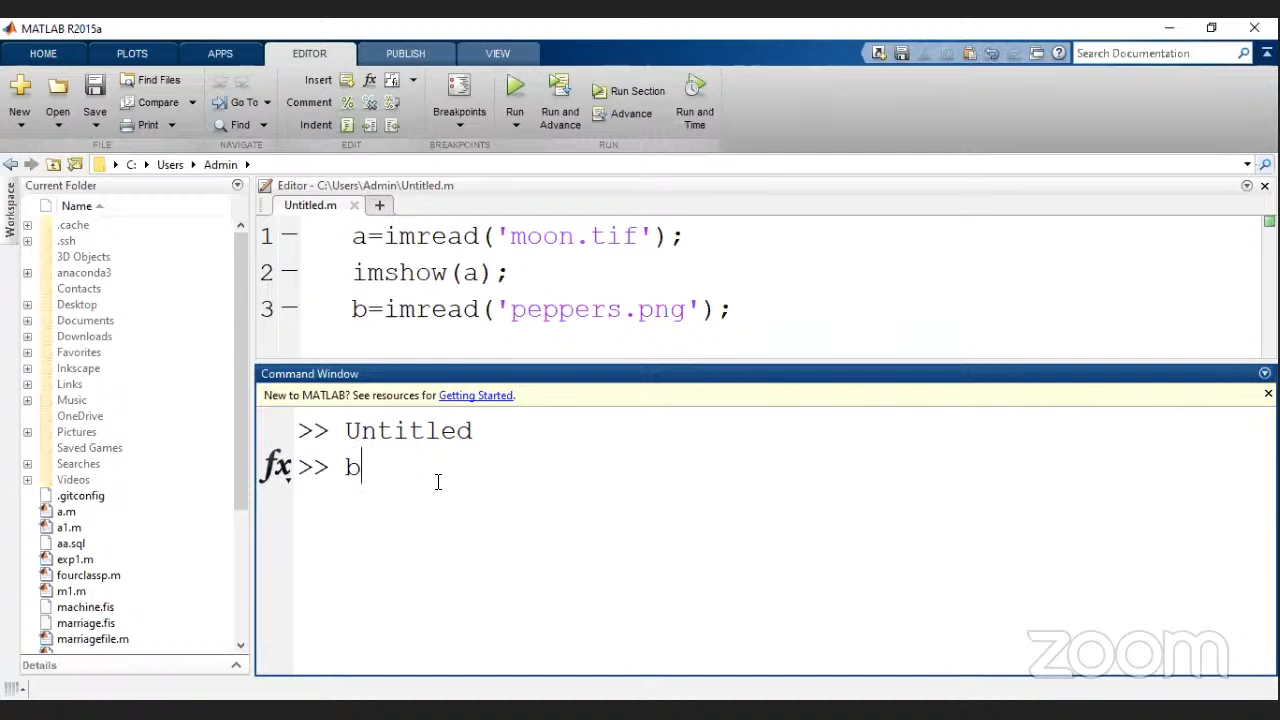 MATLAB R2015a
HOME PLOTS APPS EDITOR PUBLISH VIEW Search Documentation
New Open Save Find Files Compare Print Go To Find Insert Comment Indent fx Breakpoints Run Run and Advance Run Section Advance Run and Time
FILE NAVIGATE EDIT BREAKPOINTS RUN
C: Users Admin
Workspace
Current Folder
Name
.cache
.ssh
3D Objects
anaconda3
Contacts
Desktop
Documents
Downloads
Favorites
Inkscape
Links
Music
OneDrive
Pictures
Saved Games
Searches
Videos
.gitconfig
a.m
a1.m
aa.sql
exp1.m
fourclassp.m
m1.m
machine.fis
marriage.fis
marriagefile.m
Details
Editor - C:\Users\Admin\Untitled.m
Untitled.m
1 a=imread('moon.tif');
2 imshow(a);
3 b=imread('peppers.png');
Command Window
New to MATLAB? See resources for Getting Started.
>> Untitled
fx >> b
zoom